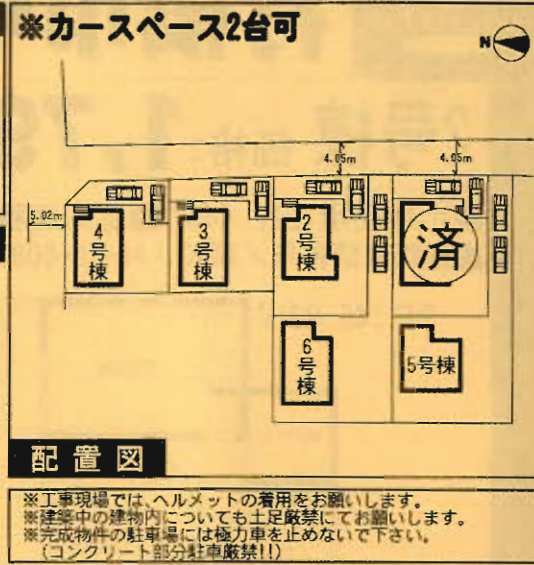 ※カースペース2台可
N
4.05m
4.05m
5.02m
4号棟
3号棟
2号棟
済
6号棟
5号棟
配置図
※工事現場では、ヘルメットの着用をお願いします。
※建築中の建物内についても土足厳禁にてお願いします。
※完成物件の駐車場には極力車を止めないで下さい。
(コンクリート部分駐車厳禁!!)